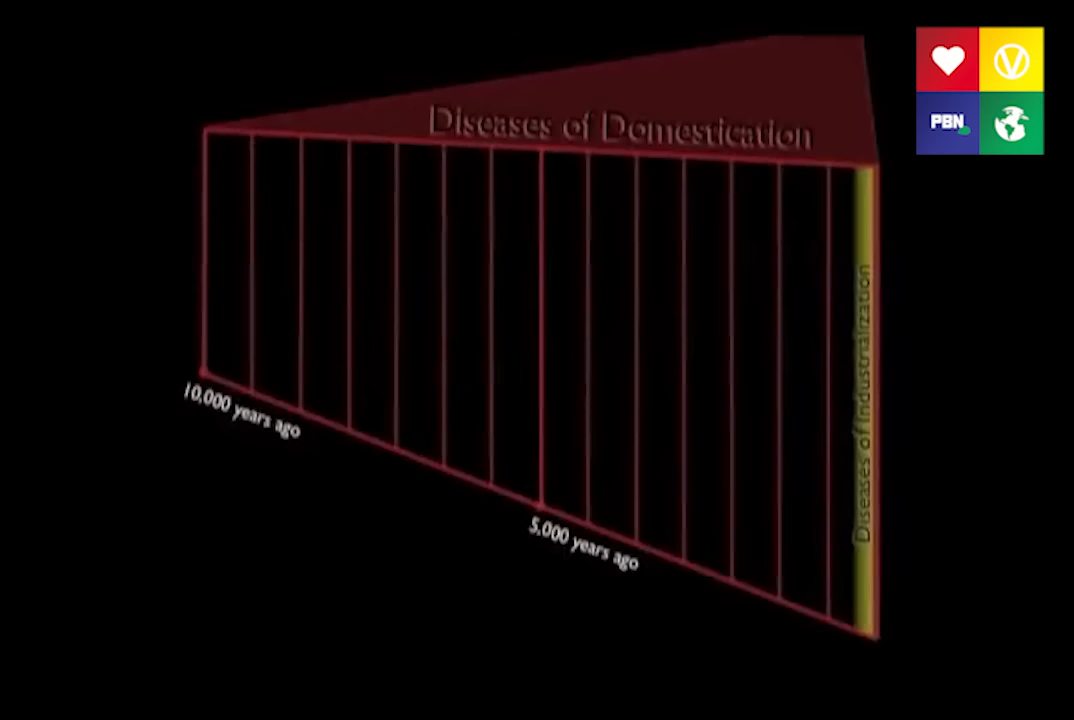 Diseases of Domestication
PBN
Diseases of Industrialization
10,000 years ago
5,000 years ago